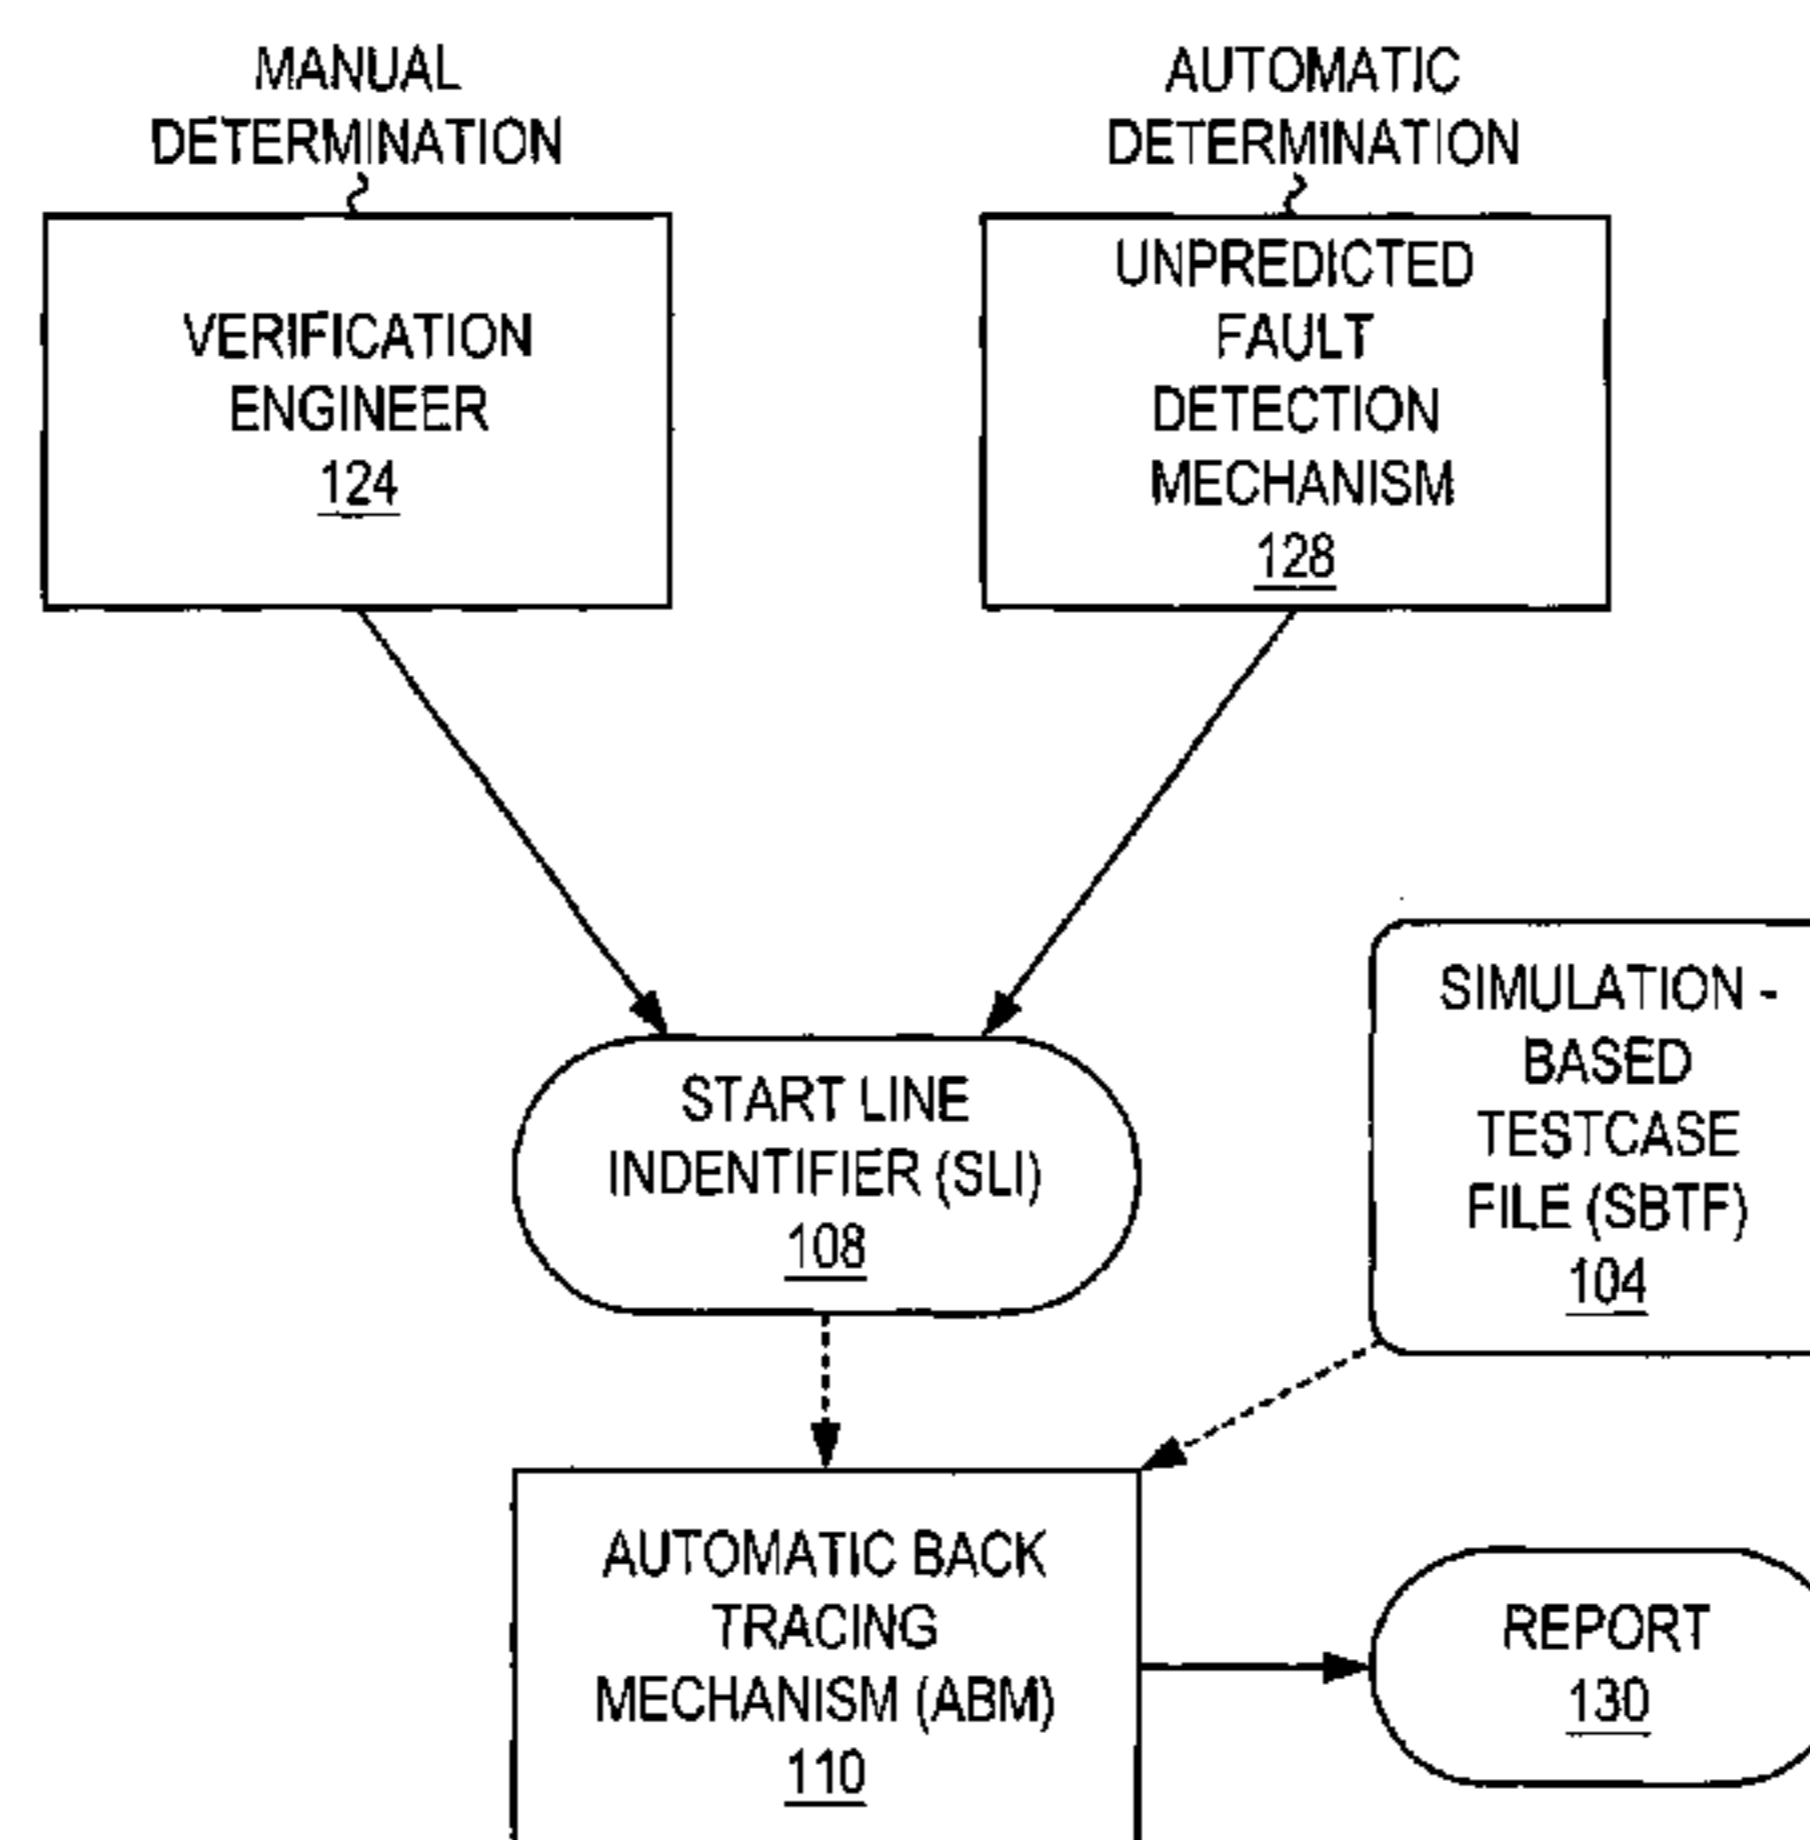 MANUAL
DETERMINATION
AUTOMATIC
DETERMINATION
VERIFICATION
ENGINEER
124
UNPREDICTED
FAULT
DETECTION
MECHANISM
128
START LINE
INDENTIFIER (SLI)
108
SIMULATION -
BASED
TESTCASE
FILE (SBTF)
104
AUTOMATIC BACK
TRACING
MECHANISM (ABM)
110
REPORT
130